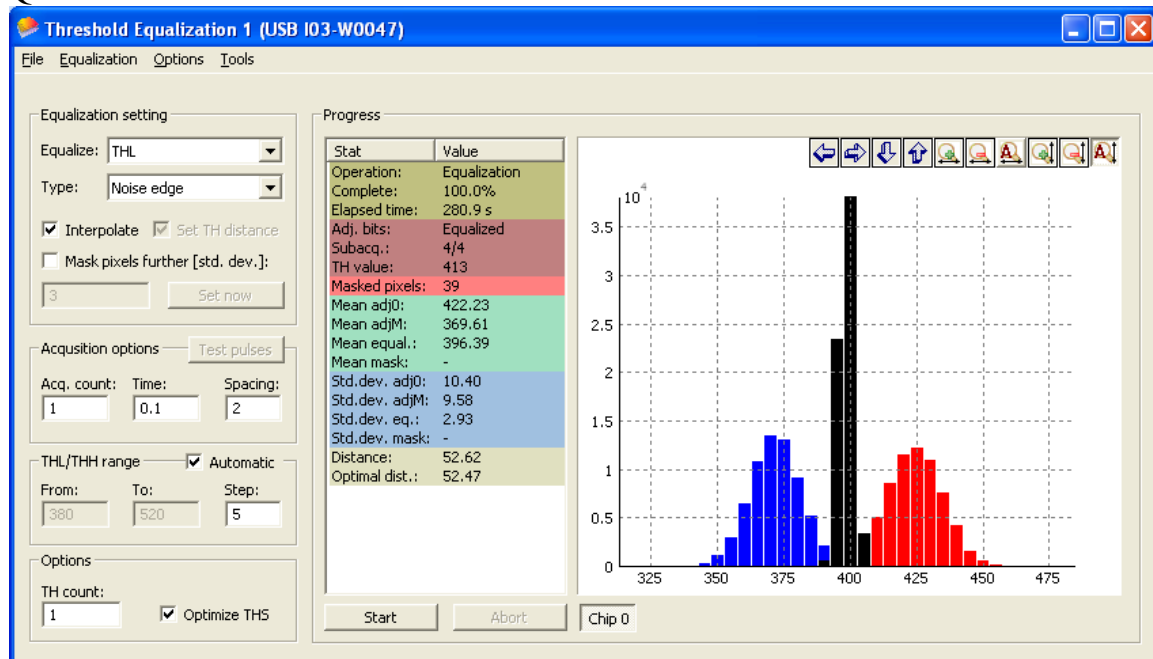 Threshold Equalization 1 (USB I03-W0047)
File Equalization Options Tools
Equalization setting
Equalize: THL
Type: Noise edge
Interpolate Set TH distance
Mask pixels further [std. dev.]:
3 Set now
Acqusition options Test pulses
Acq. count: Time: Spacing:
1 0.1 2
THL/THH range Automatic
From: To: Step:
380 520 5
Options
TH count:
1 Optimize THS
Progress
Stat Value
Operation: Equalization
Complete: 100.0%
Elapsed time: 280.9 s
Adj. bits: Equalized
Subacq.: 4/4
TH value: 413
Masked pixels: 39
Mean adj0: 422.23
Mean adjM: 369.61
Mean equal.: 396.39
Mean mask: -
Std.dev. adj0: 10.40
Std.dev. adjM: 9.58
Std.dev. eq.: 2.93
Std.dev. mask: -
Distance: 52.62
Optimal dist.: 52.47
Start Abort Chip 0
A A
10^4
3.5
3
2.5
2
1.5
1
0.5
0
325 350 375 400 425 450 475